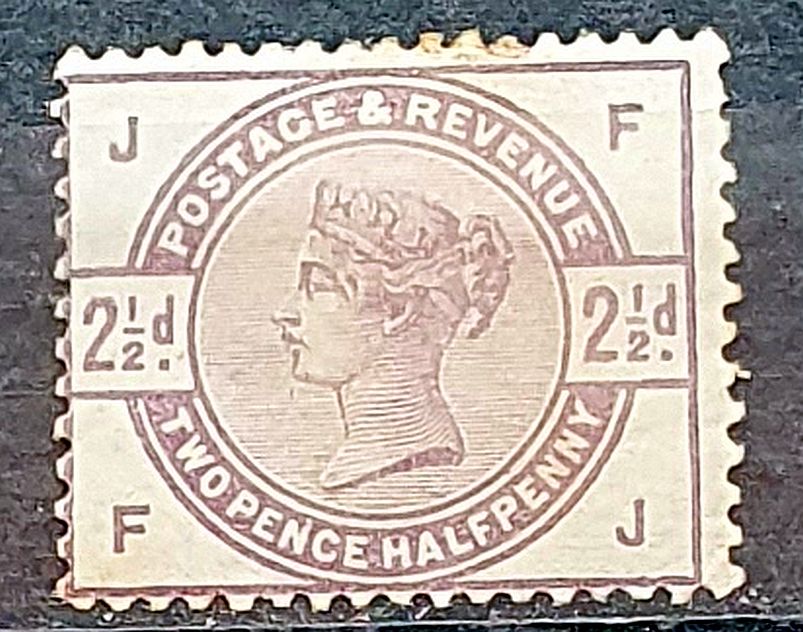 J F
POSTAGE & REVENUE
2½d. 2½d.
TWO PENCE HALFPENNY
F J